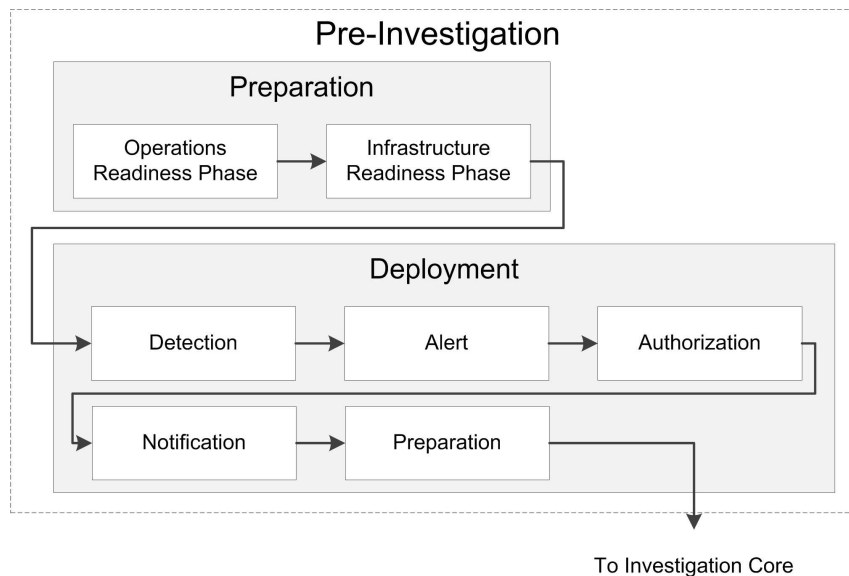 Pre-Investigation
Preparation
Operations
Readiness Phase
Infrastructure
Readiness Phase
Deployment
Detection
Alert
Authorization
Notification
Preparation
To Investigation Core